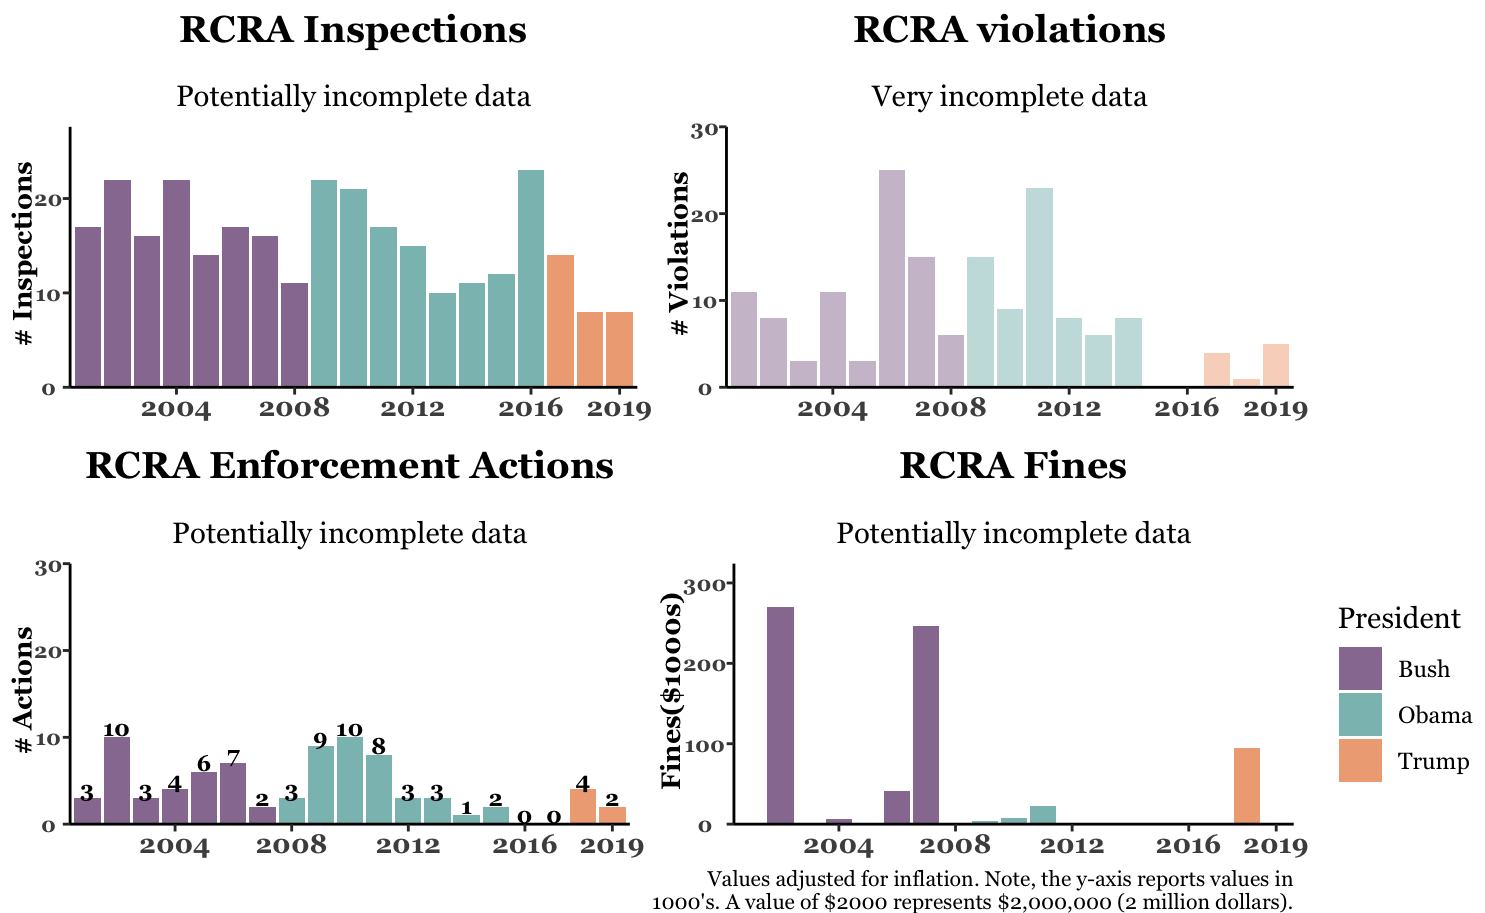 RCRA Inspections
Potentially incomplete data
# Inspections
20
10
0
2004 2008 2012 2016 2019
RCRA violations
Very incomplete data
# Violations
30
20
10
0
2004 2008 2012 2016 2019
RCRA Enforcement Actions
Potentially incomplete data
# Actions
30
20
10
0
3 10 3 4 6 7 2 3 9 10 8 3 3 1 2 0 0 4 2
2004 2008 2012 2016 2019
RCRA Fines
Potentially incomplete data
Fines($1000s)
300
200
100
0
2004 2008 2012 2016 2019
President
Bush
Obama
Trump
Values adjusted for inflation. Note, the y-axis reports values in
1000's. A value of $2000 represents $2,000,000 (2 million dollars).